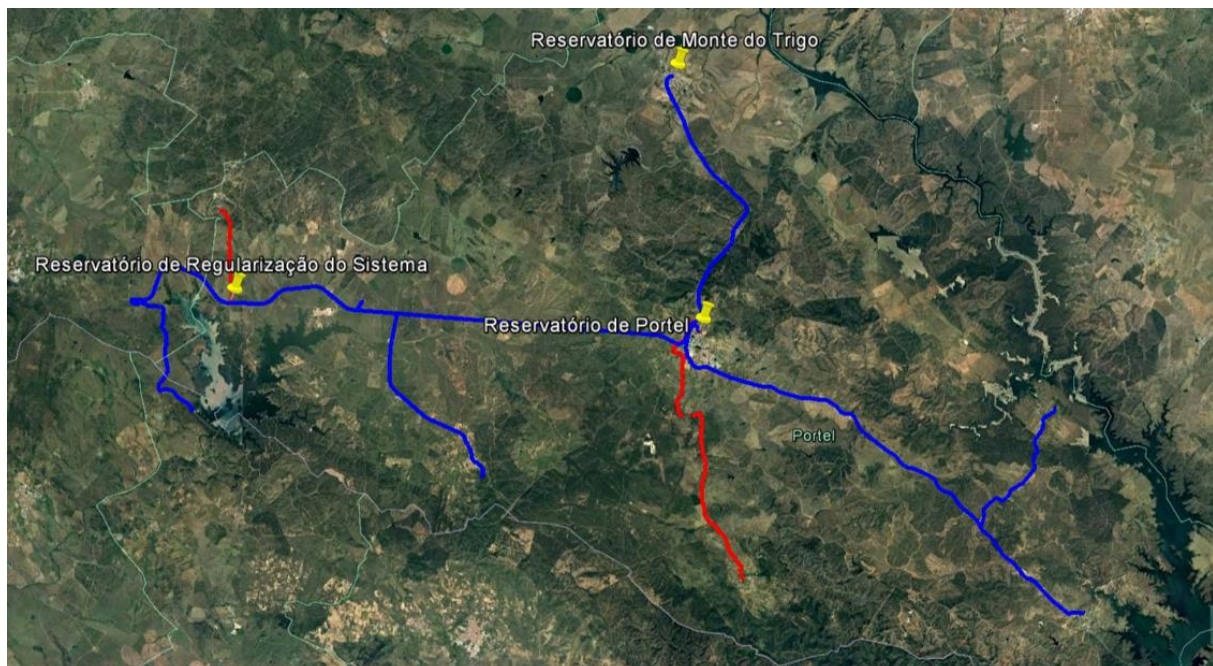 Reservatório de Monte do Trigo
Reservatório de Regularização do Sistema
Reservatório de Portel
Portel